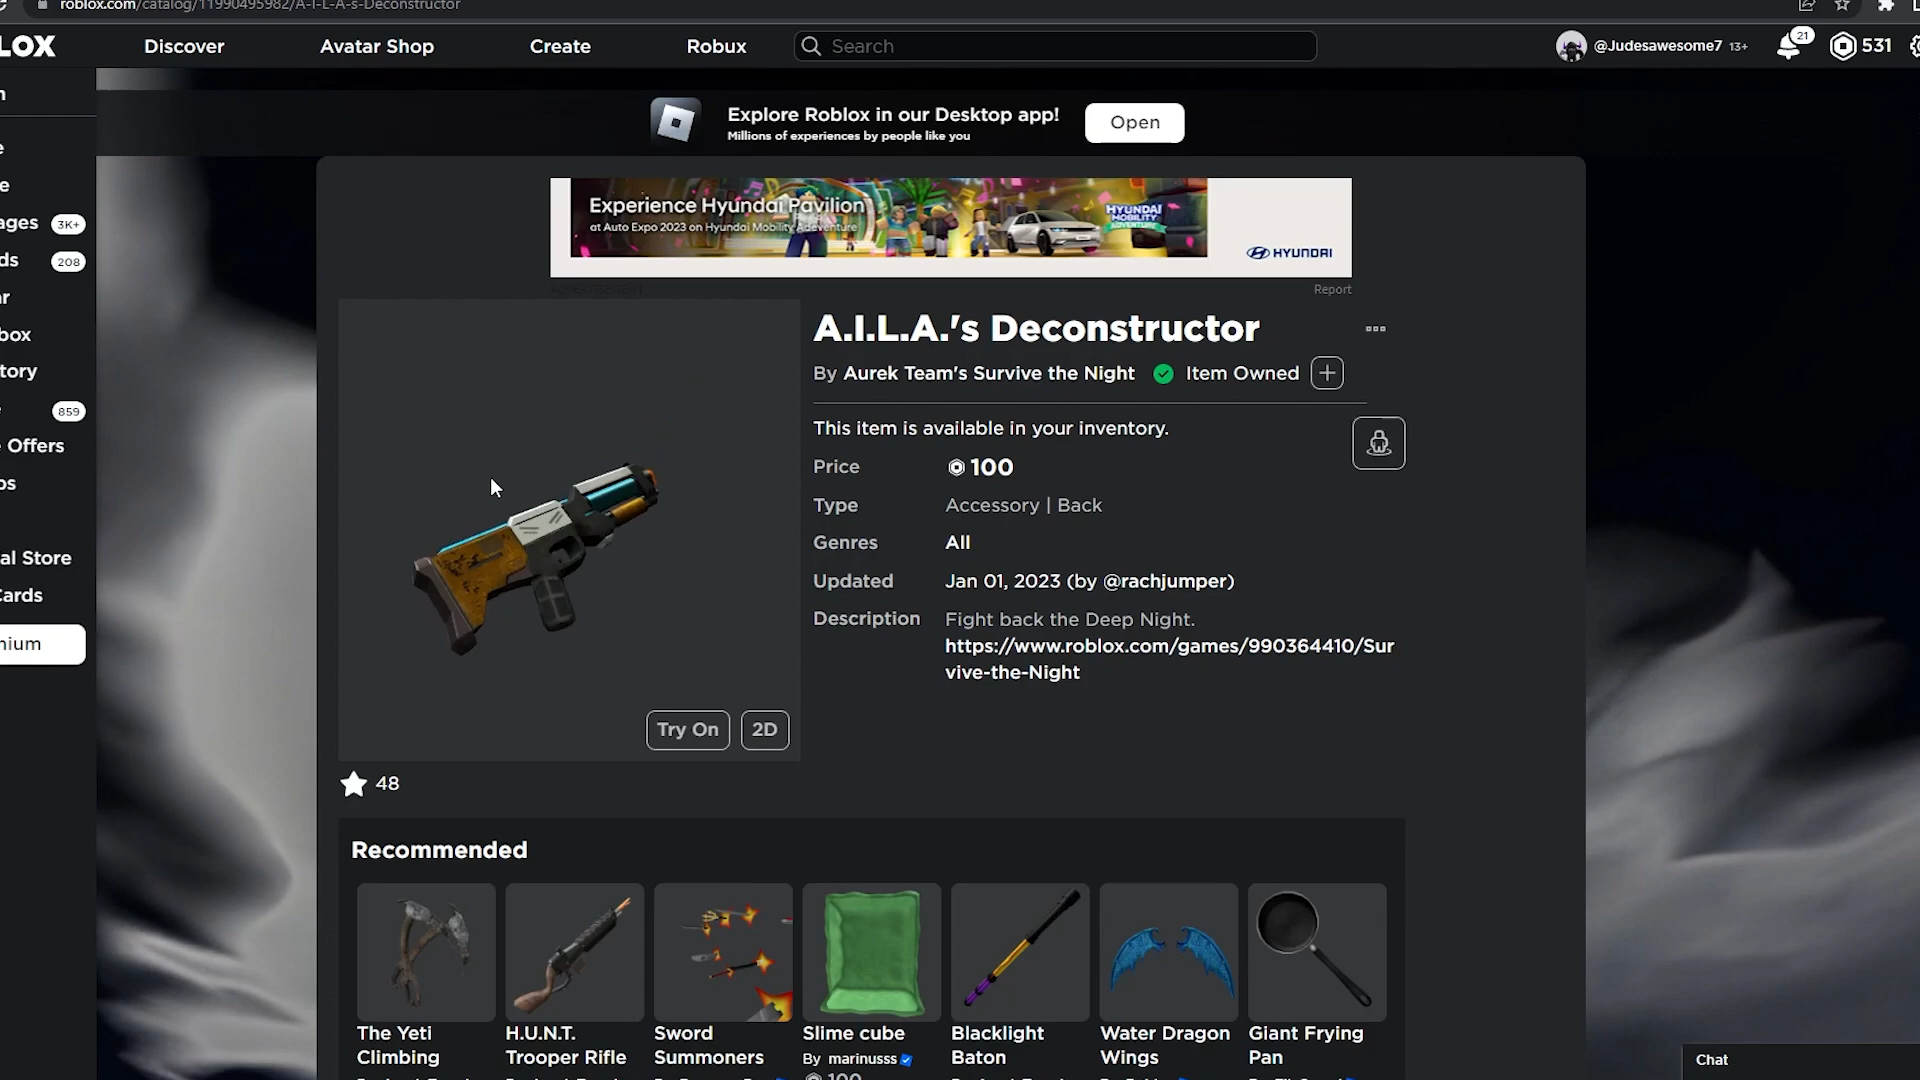 roblox.com/catalog/11990495982/A-I-L-A-s-Deconstructor
LOX
Discover
Avatar Shop
Create
Robux
Search
@Judesawesome7 13+
21
531
Explore Roblox in our Desktop app!
Millions of experiences by people like you
Open
ages 3K+
ds 208
box
tory
859
Offers
al Store
Cards
nium
Experience Hyundai Pavilion
at Auto Expo 2023 on Hyundai Mobility Adventure
HYUNDAI
MOBILITY
ADVENTURE
HYUNDAI
ADVERTISEMENT
Report
A.I.L.A.'s Deconstructor
By Aurek Team's Survive the Night
Item Owned
This item is available in your inventory.
Price 100
Type Accessory | Back
Genres All
Updated Jan 01, 2023 (by @rachjumper)
Description Fight back the Deep Night.
https://www.roblox.com/games/990364410/Sur
vive-the-Night
Try On
2D
48
Recommended
The Yeti
Climbing
H.U.N.T.
Trooper Rifle
Sword
Summoners
Slime cube
By marinusss
100
Blacklight
Baton
Water Dragon
Wings
Giant Frying
Pan
Chat